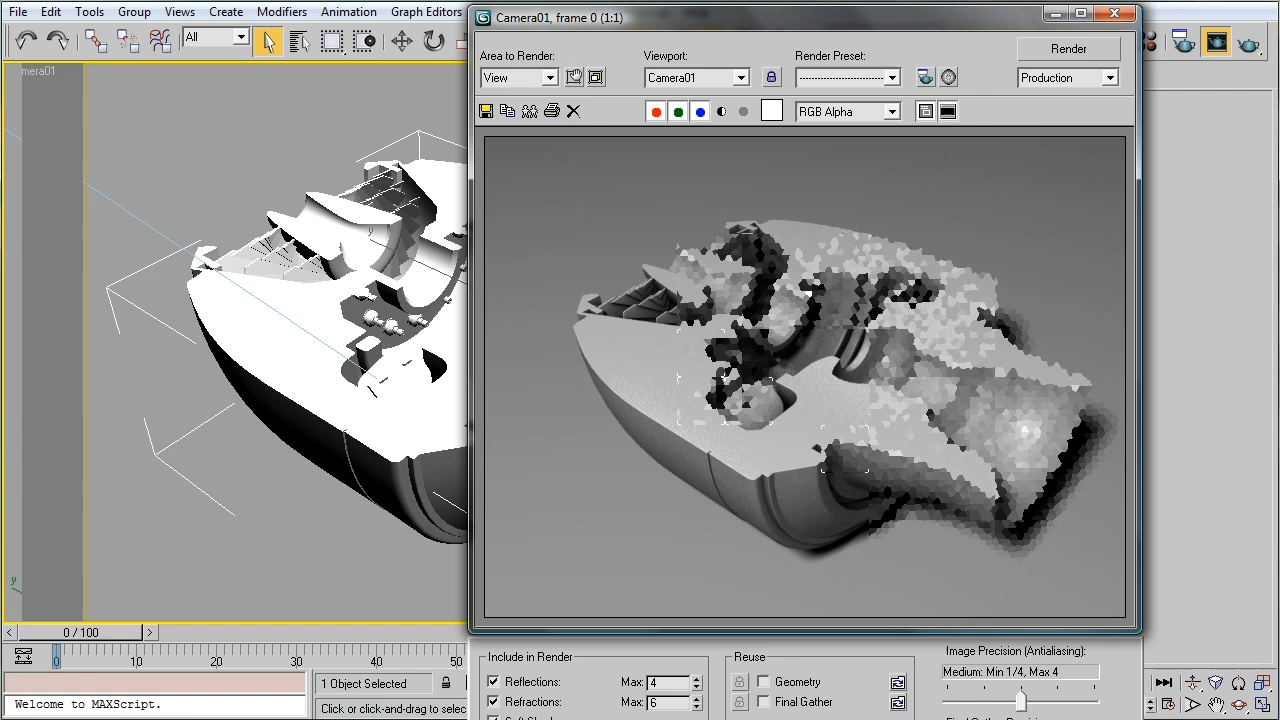 File Edit Tools Group Views Create Modifiers Animation Graph Editors
Camera01, frame 0 (1:1)
All
Area to Render:
Viewport:
Render Preset:
Render
View
Camera01
Production
RGB Alpha
mera01
y
y
0 / 100
0 10 20 30 40 50
1 Object Selected
Welcome to MAXScript.
Click or click-and-drag to select
Include in Render
Reflections: Max: 4
Refractions: Max: 6
Reuse
Geometry
Final Gather
Image Precision (Antialiasing):
Medium: Min 1/4, Max 4